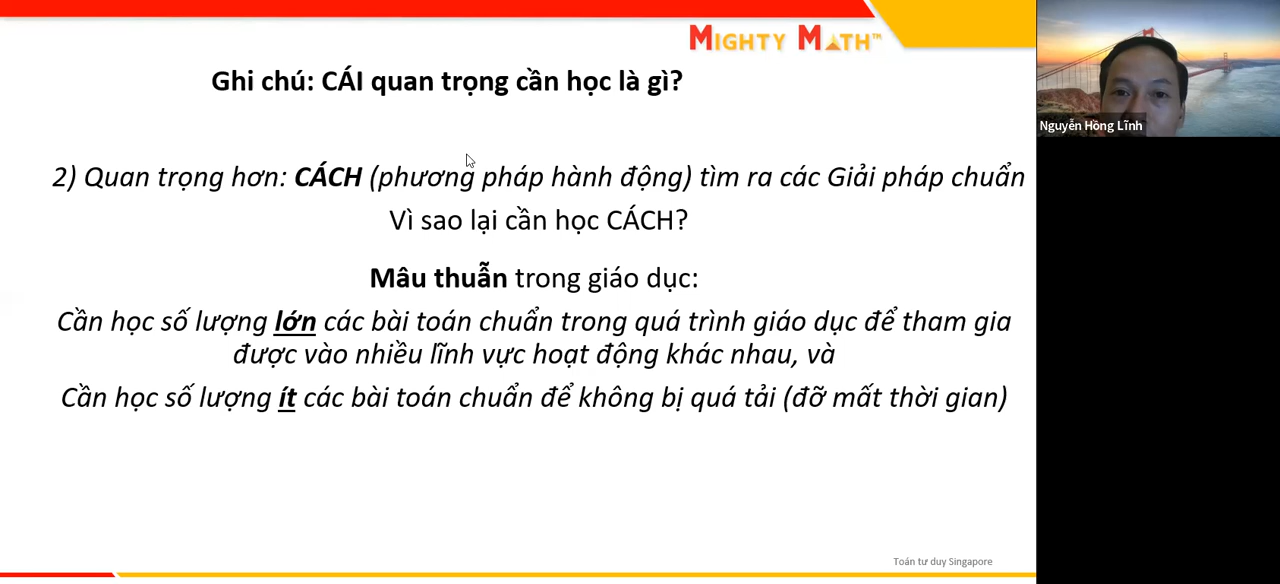 MIGHTY MATH™
Ghi chú: CÁI quan trọng cần học là gì?
Nguyễn Hồng Lĩnh
2) Quan trọng hơn: CÁCH (phương pháp hành động) tìm ra các Giải pháp chuẩn
Vì sao lại cần học CÁCH?
Mâu thuẫn trong giáo dục:
Cần học số lượng lớn các bài toán chuẩn trong quá trình giáo dục để tham gia
được vào nhiều lĩnh vực hoạt động khác nhau, và
Cần học số lượng ít các bài toán chuẩn để không bị quá tải (đỡ mất thời gian)
Toán tư duy Singapore